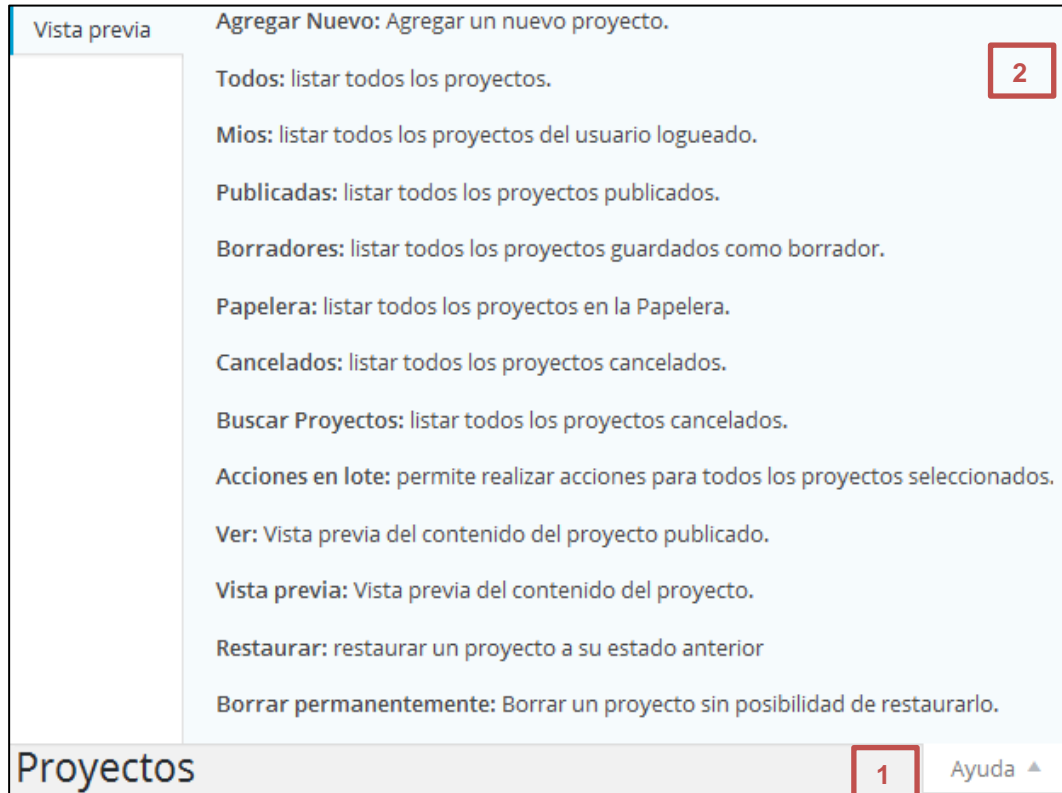 Vista previa
Agregar Nuevo: Agregar un nuevo proyecto.
2
Todos: listar todos los proyectos.
Mios: listar todos los proyectos del usuario logueado.
Publicadas: listar todos los proyectos publicados.
Borradores: listar todos los proyectos guardados como borrador.
Papelera: listar todos los proyectos en la Papelera.
Cancelados: listar todos los proyectos cancelados.
Buscar Proyectos: listar todos los proyectos cancelados.
Acciones en lote: permite realizar acciones para todos los proyectos seleccionados.
Ver: Vista previa del contenido del proyecto publicado.
Vista previa: Vista previa del contenido del proyecto.
Restaurar: restaurar un proyecto a su estado anterior
Borrar permanentemente: Borrar un proyecto sin posibilidad de restaurarlo.
Proyectos
1
Ayuda